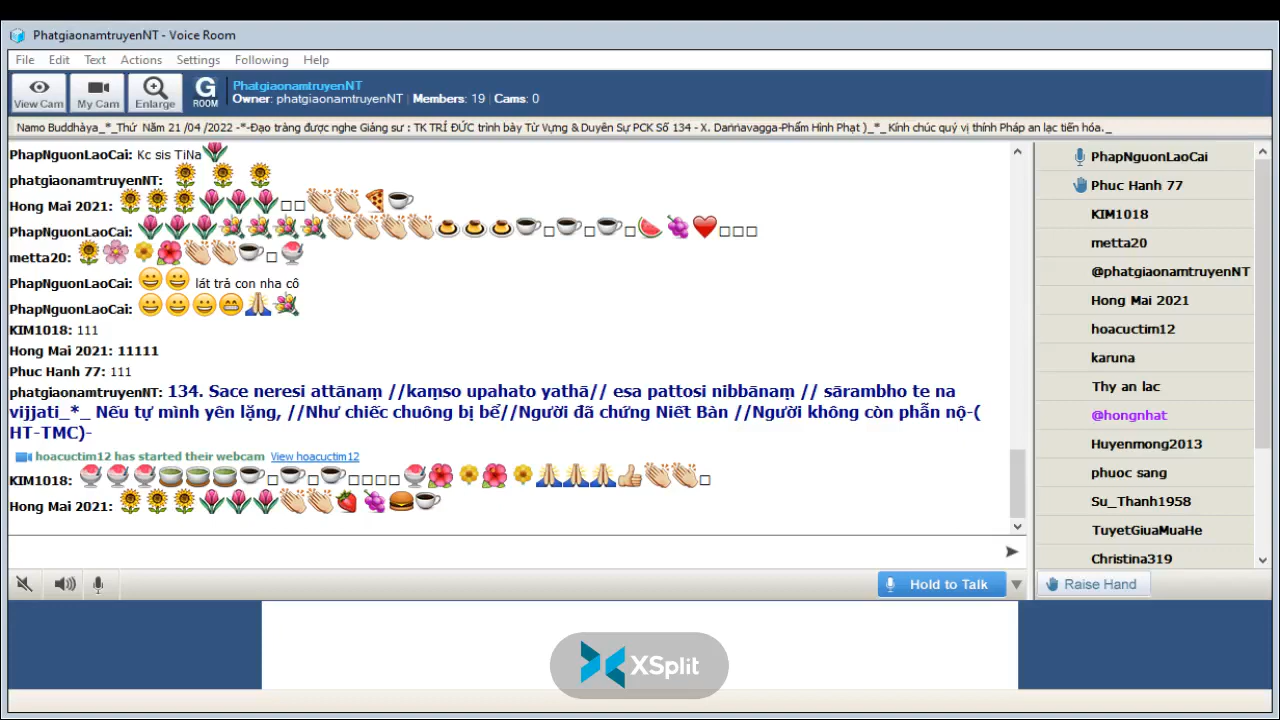 PhatgiaonamtruyenNT - Voice Room
File Edit Text Actions Settings Following Help
View Cam My Cam Enlarge G ROOM
PhatgiaonamtruyenNT
Owner: phatgiaonamtruyenNT | Members: 19 | Cams: 0
Namo Buddhàya_*_Thứ Năm 21 /04 /2022 -*-Đạo tràng được nghe Giảng sư : TK TRÍ ĐỨC trình bày Từ Vựng & Duyên Sự PCK Số 134 - X. Daṇḍavagga-Phẩm Hình Phạt )_*_ Kính chúc quý vị thính Pháp an lạc tiến hóa._
PhapNguonLaoCai: Kc sis TiNa
phatgiaonamtruyenNT:
Hong Mai 2021:
PhapNguonLaoCai:
metta20:
PhapNguonLaoCai: lát trả con nha cô
PhapNguonLaoCai:
KIM1018: 111
Hong Mai 2021: 11111
Phuc Hanh 77: 111
phatgiaonamtruyenNT: 134. Sace neresi attānaṃ //kaṃso upahato yathā// esa pattosi nibbānaṃ // sārambho te na
vijjati_*_ Nếu tự mình yên lặng, //Như chiếc chuông bị bể//Người đã chứng Niết Bàn //Người không còn phẫn nộ-(
HT-TMC)-
hoacuctim12 has started their webcam View hoacuctim12
KIM1018:
Hong Mai 2021:
PhapNguonLaoCai
Phuc Hanh 77
KIM1018
metta20
@phatgiaonamtruyenNT
Hong Mai 2021
hoacuctim12
karuna
Thy an lac
@hongnhat
Huyenmong2013
phuoc sang
Su_Thanh1958
TuyetGiuaMuaHe
Christina319
Hold to Talk
Raise Hand
XSplit